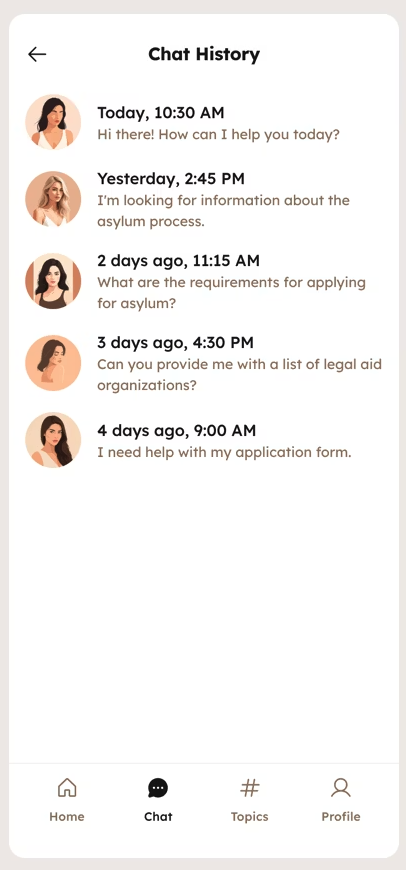 Chat History
Today, 10:30 AM
Hi there! How can I help you today?
Yesterday, 2:45 PM
I'm looking for information about the
asylum process.
2 days ago, 11:15 AM
What are the requirements for applying
for asylum?
3 days ago, 4:30 PM
Can you provide me with a list of legal aid
organizations?
4 days ago, 9:00 AM
I need help with my application form.
Home
Chat
Topics
Profile